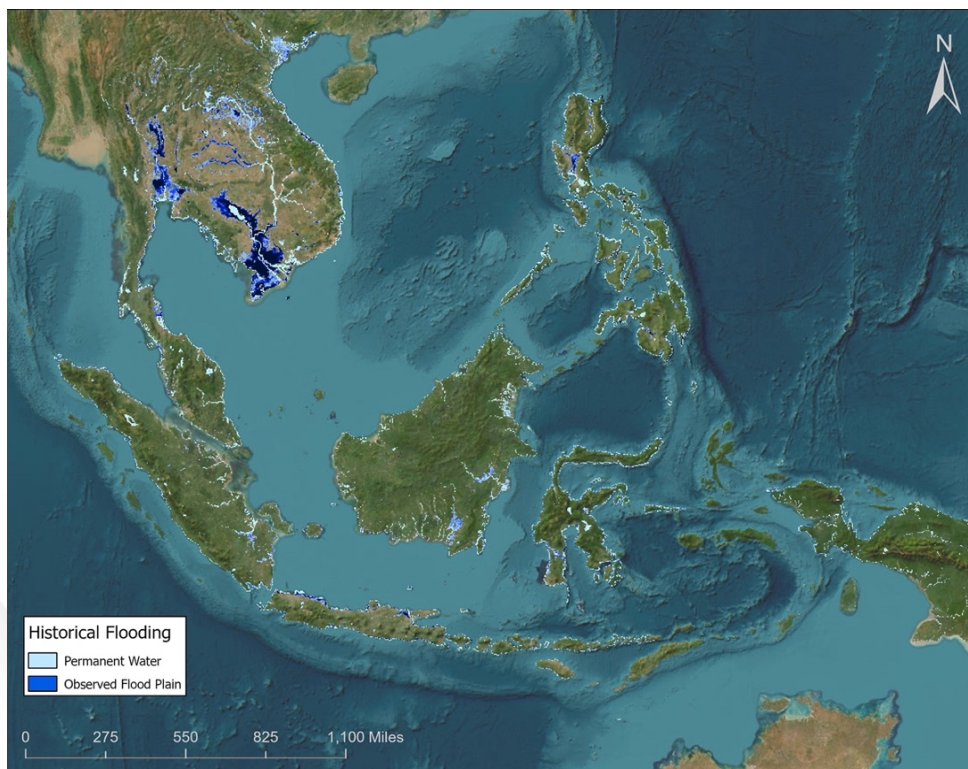 N
Historical Flooding
Permanent Water
Observed Flood Plain
0 275 550 825 1,100 Miles